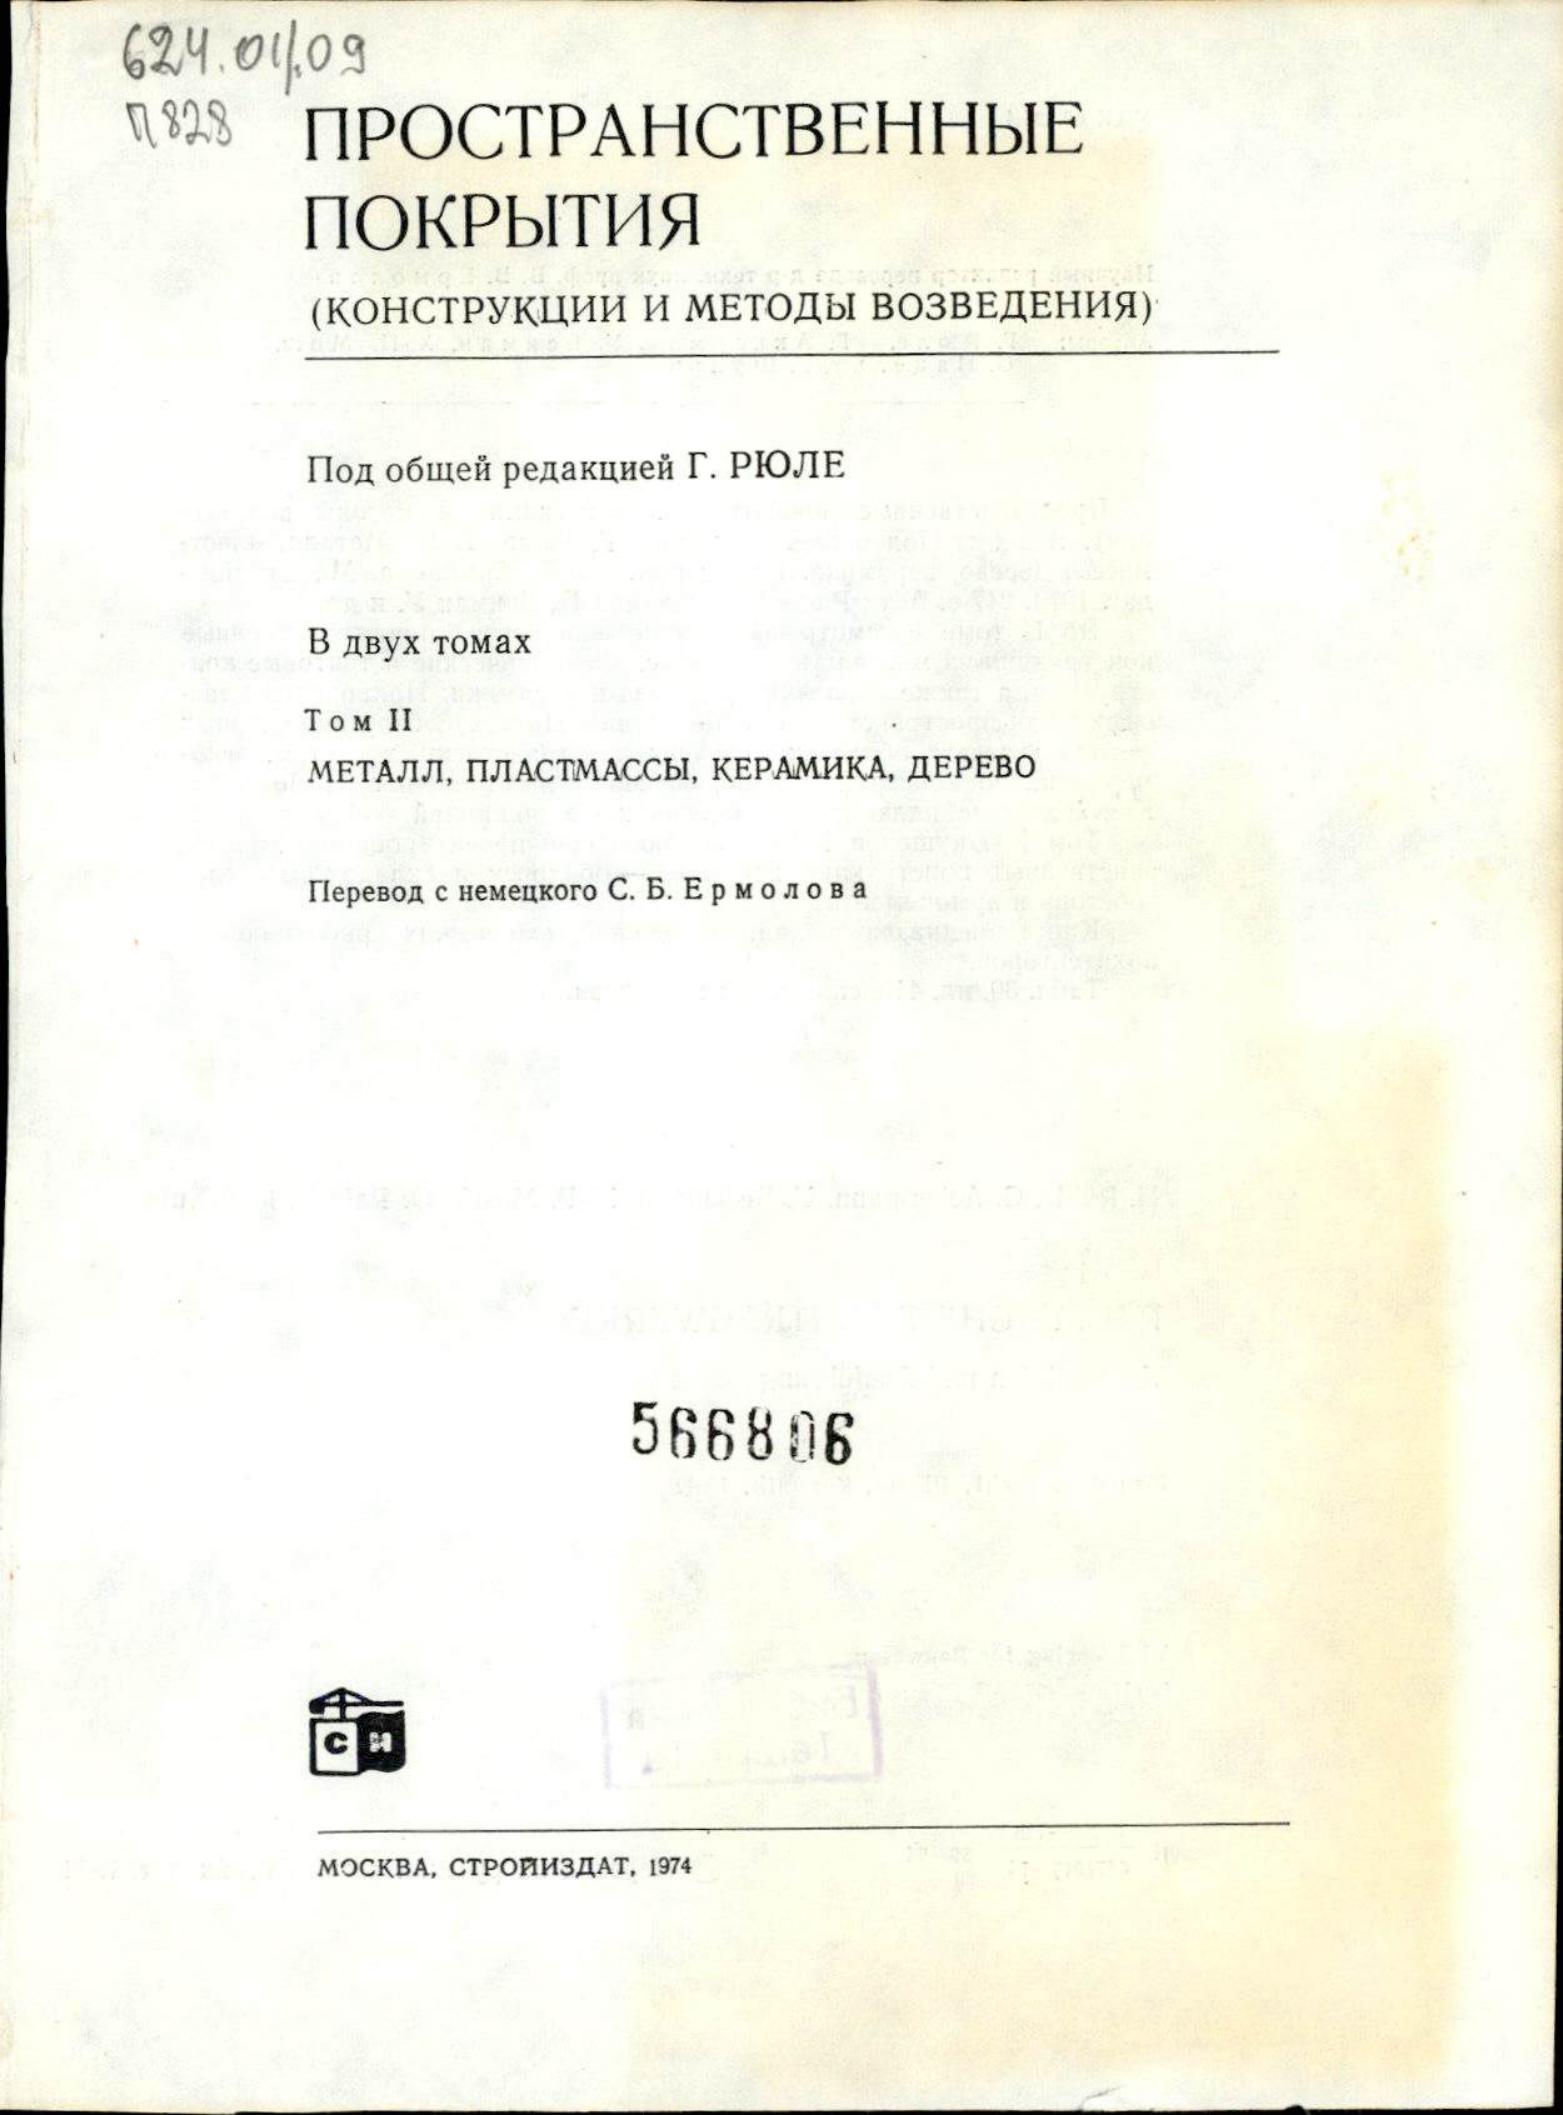 624.01/.09
П828
ПРОСТРАНСТВЕННЫЕ
ПОКРЫТИЯ
(КОНСТРУКЦИИ И МЕТОДЫ ВОЗВЕДЕНИЯ)
Под общей редакцией Г. РЮЛЕ
В двух томах
Том II
МЕТАЛЛ, ПЛАСТМАССЫ, КЕРАМИКА, ДЕРЕВО
Перевод с немецкого С. Б. Ермолова
566806
СИ
МОСКВА, СТРОЙИЗДАТ, 1974